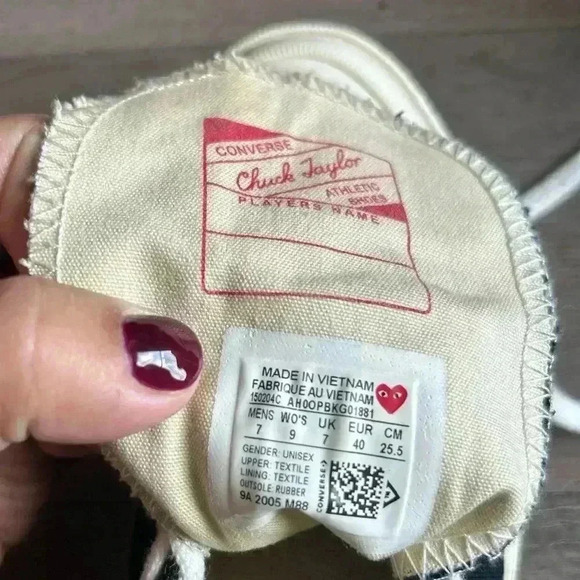 CONVERSE
Chuck Taylor
ATHLETIC
SHOES
PLAYERS NAME
MADE IN VIETNAM
FABRIQUE AU VIETNAM
150204C AH0OPBKG01881
MENS WO'S UK EUR CM
7 9 7 40 25.5
GENDER: UNISEX
UPPER: TEXTILE
LINING: TEXTILE
OUTSOLE: RUBBER
9A 2005 M88
CONVERSE